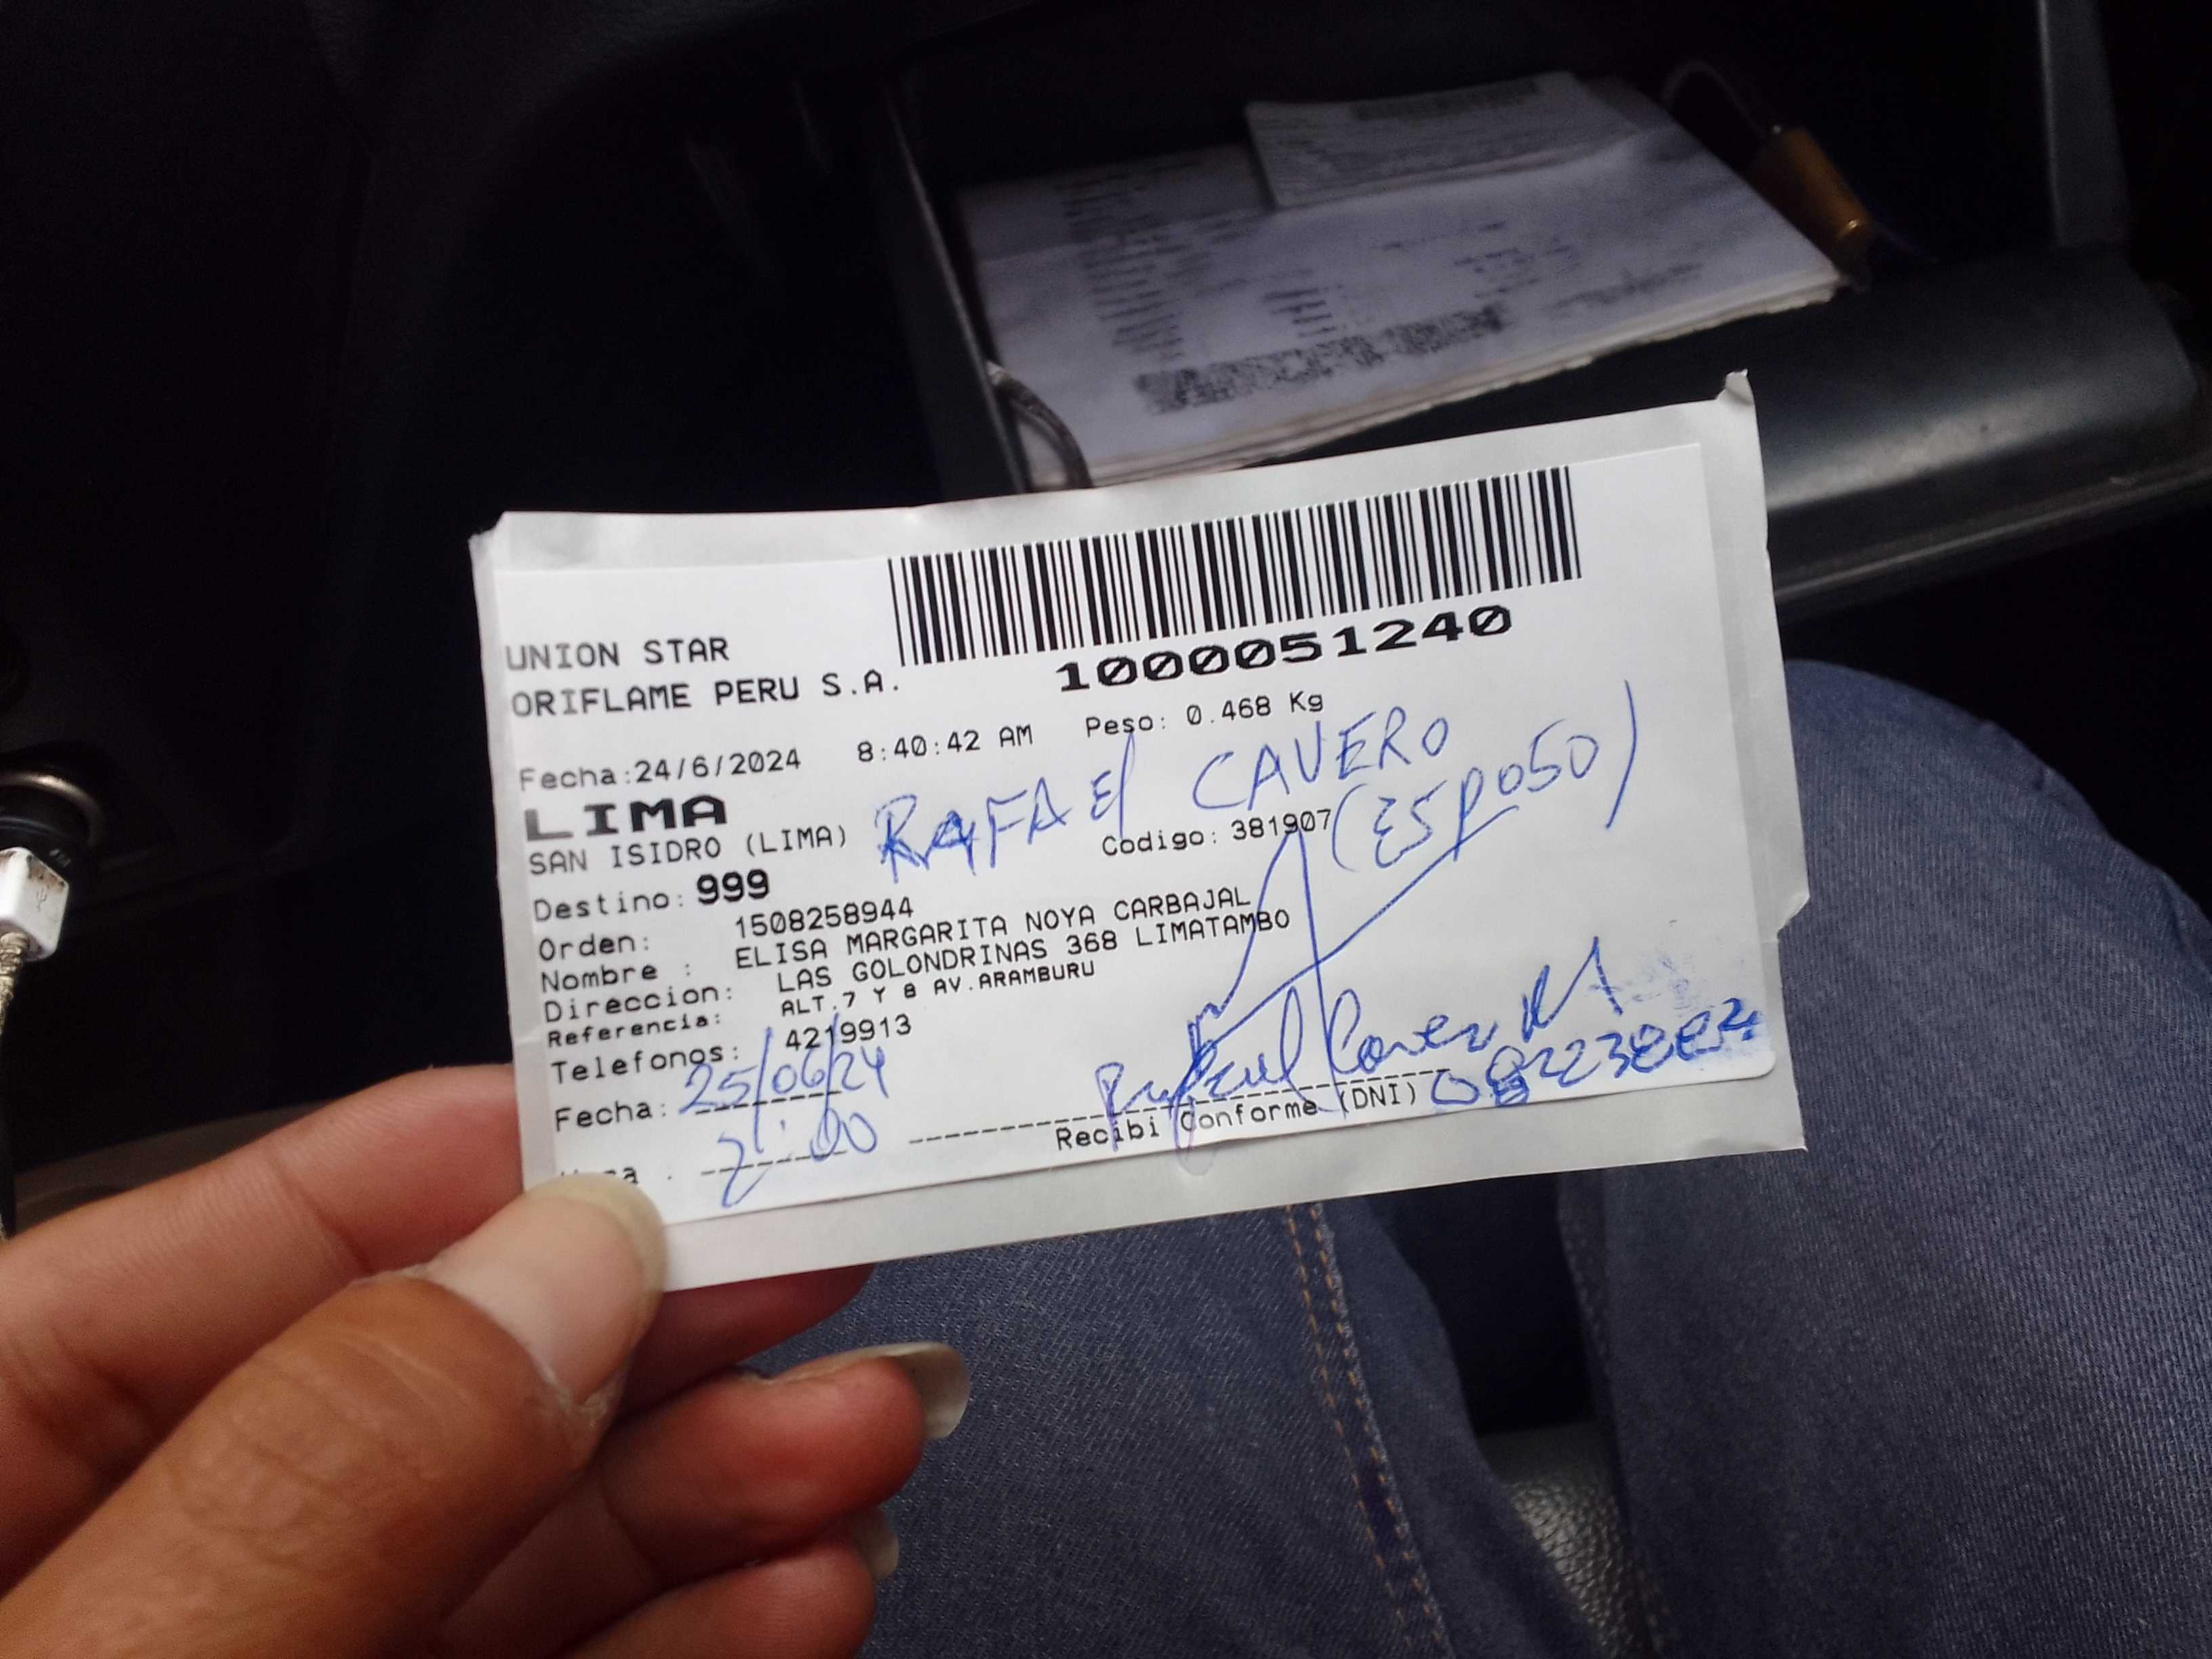 1000051240
UNION STAR
ORIFLAME PERU S.A.
Fecha:24/6/2024 8:40:42 AM Peso: 0.468 Kg
LIMA
RAFAEl CAVERO
SAN ISIDRO (LIMA) Codigo: 381907
(ESPOSO)
Destino: 999
Orden: 1508258944
Nombre : ELISA MARGARITA NOYA CARBAJAL
Direccion: LAS GOLONDRINAS 368 LIMATAMBO
Referencia: ALT.7 Y 8 AV.ARAMBURU
Telefonos: 4219913
Fecha: 25/06/24
2:00
Recibi Conforme (DNI)